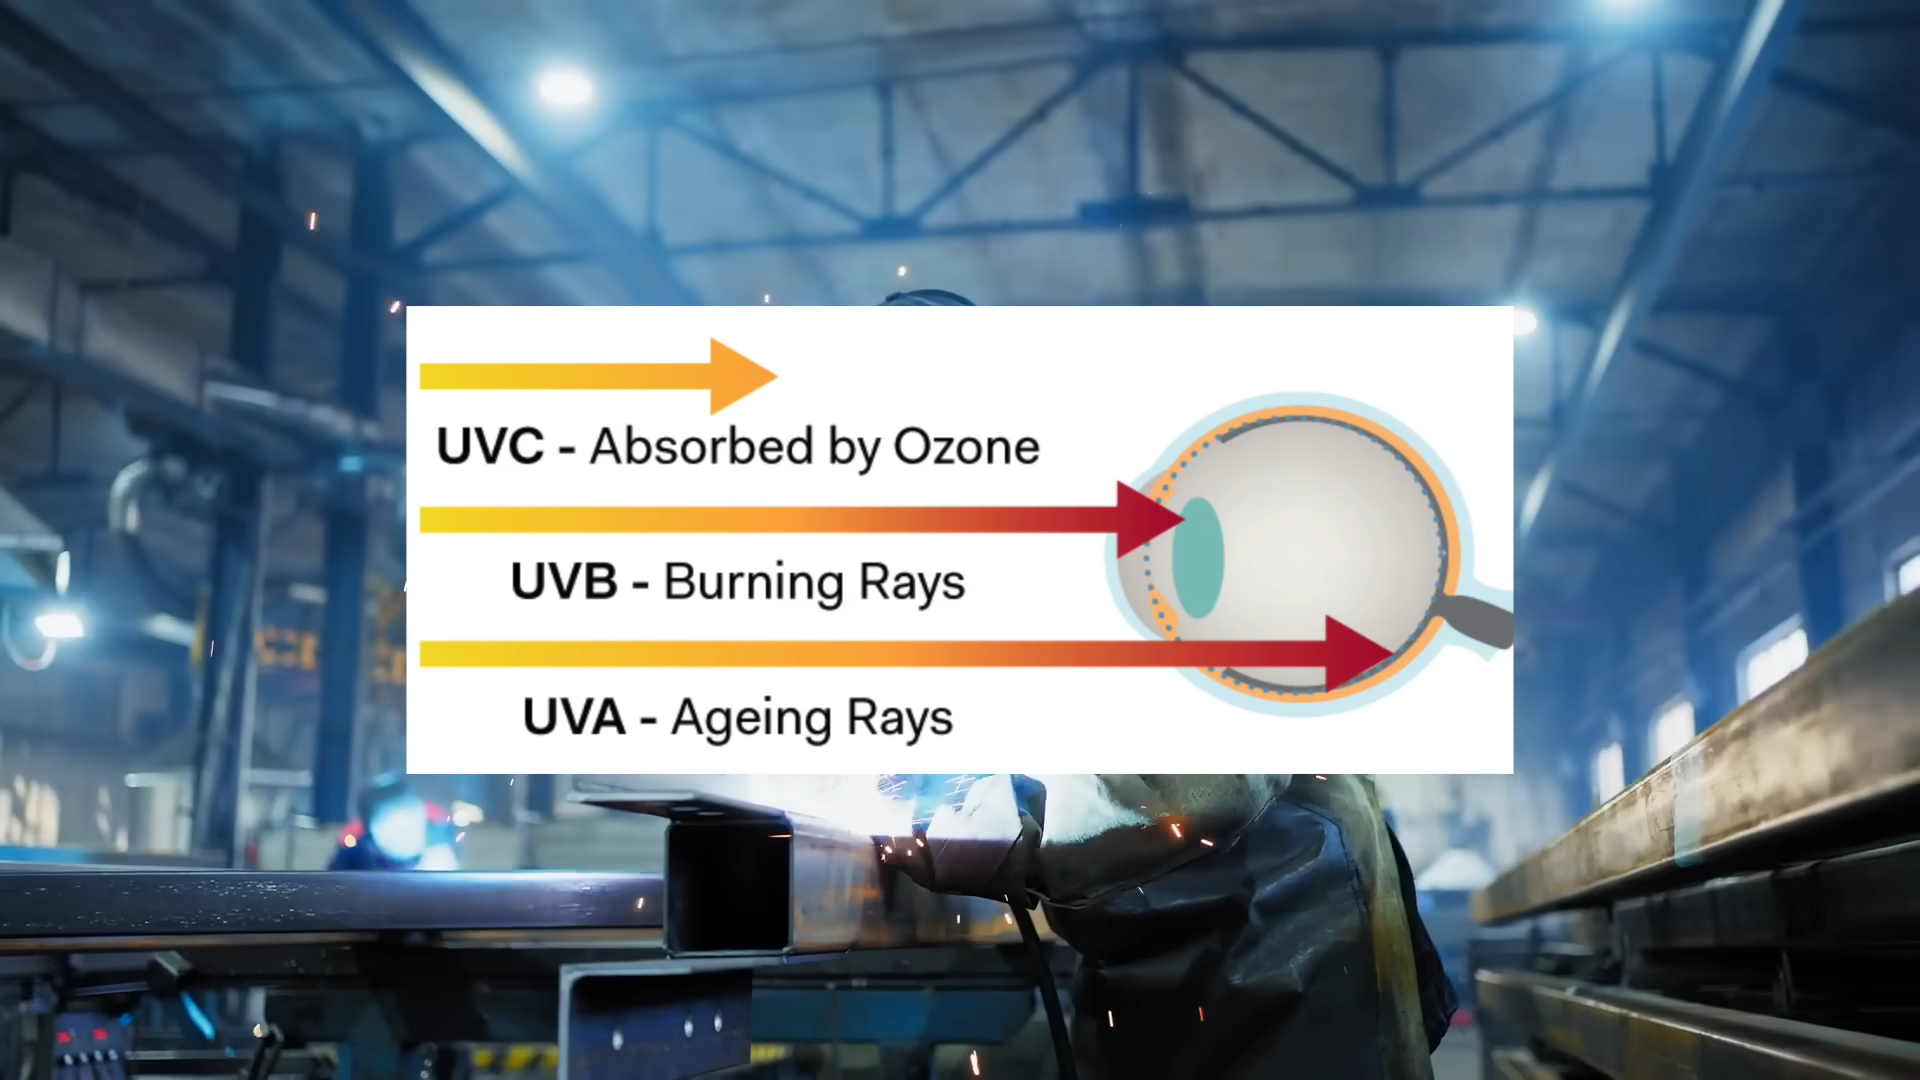 UVC - Absorbed by Ozone
UVB - Burning Rays
UVA - Ageing Rays